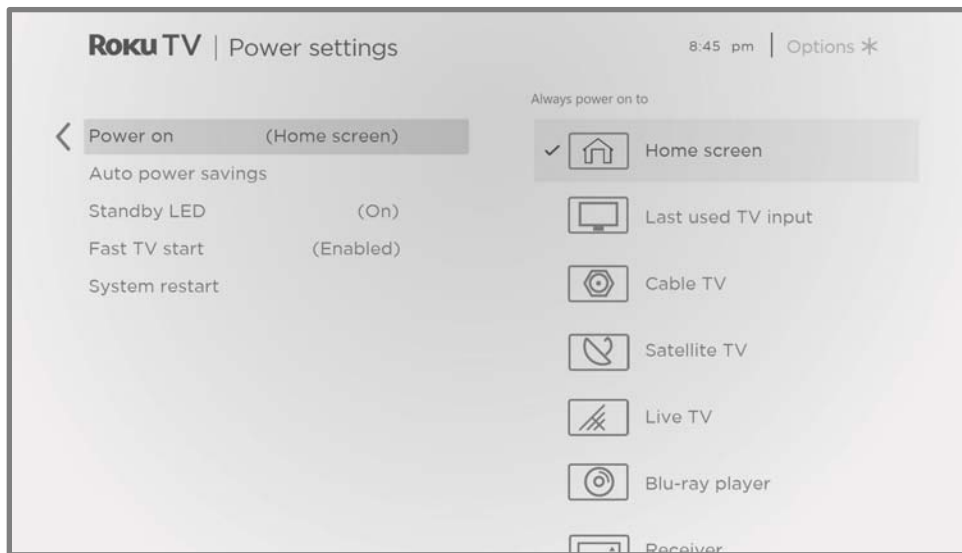 Roku TV | Power settings
8:45 pm | Options *
Power on (Home screen)
Auto power savings
Standby LED (On)
Fast TV start (Enabled)
System restart
Always power on to
Home screen
Last used TV input
Cable TV
Satellite TV
Live TV
Blu-ray player
Receiver